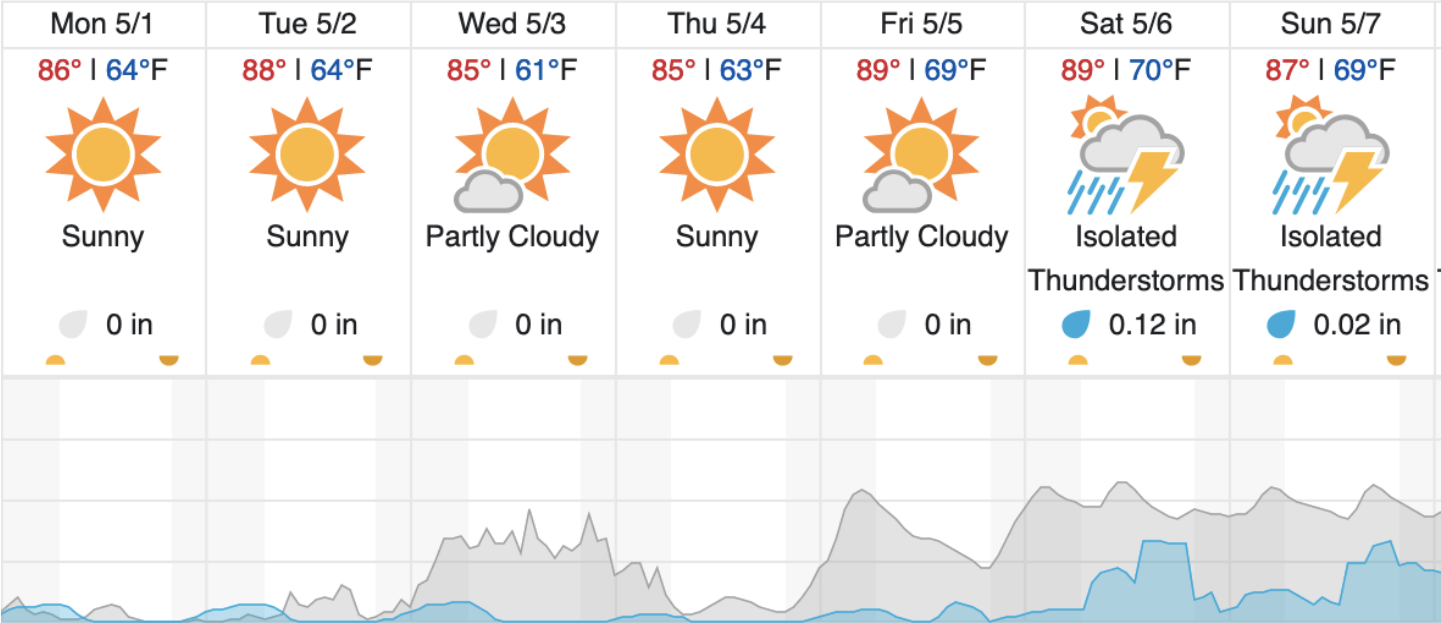 Mon 5/1 Tue 5/2 Wed 5/3 Thu 5/4 Fri 5/5 Sat 5/6 Sun 5/7
86° | 64°F 88° | 64°F 85° | 61°F 85° | 63°F 89° | 69°F 89° | 70°F 87° | 69°F
Sunny Sunny Partly Cloudy Sunny Partly Cloudy Isolated Isolated
Thunderstorms Thunderstorms
0 in 0 in 0 in 0 in 0 in 0.12 in 0.02 in